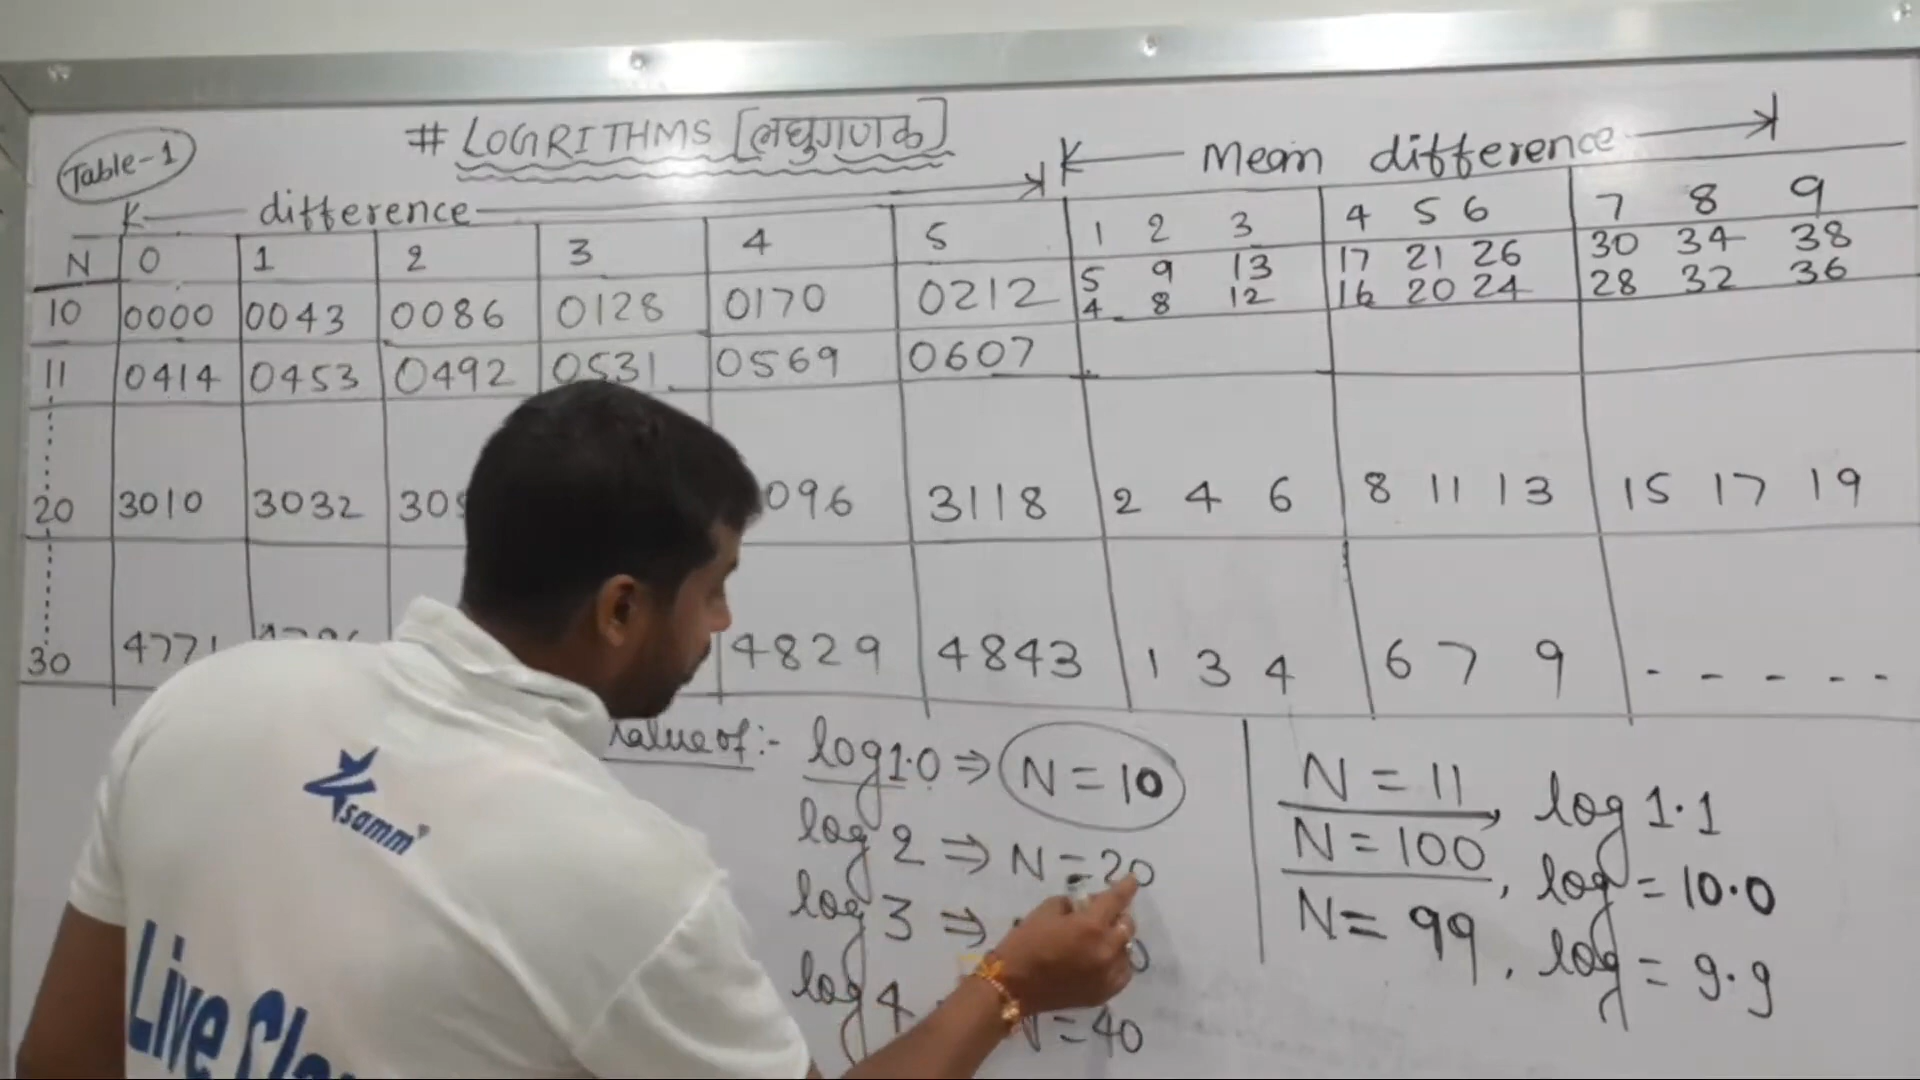 # LOGRITHMS [लघुगणक]
Table-1
difference
Mean difference
N 0 1 2 3 4 5 1 2 3 4 5 6 7 8 9
10 0000 0043 0086 0128 0170 0212 5 9 13 17 21 26 30 34 38
4 8 12 16 20 24 28 32 36
11 0414 0453 0492 0531 0569 0607
20 3010 3032 3118 2 4 6 8 11 13 15 17 19
30 4771 4829 4843 1 3 4 6 7 9 - - - - -
value of:- log 1.0 ⇒ N = 10
log 2 ⇒ N = 20
log 3 ⇒
log 4 N = 40
N = 11, log 1.1
N = 100, log = 10.0
N = 99, log = 9.9
samm
Live